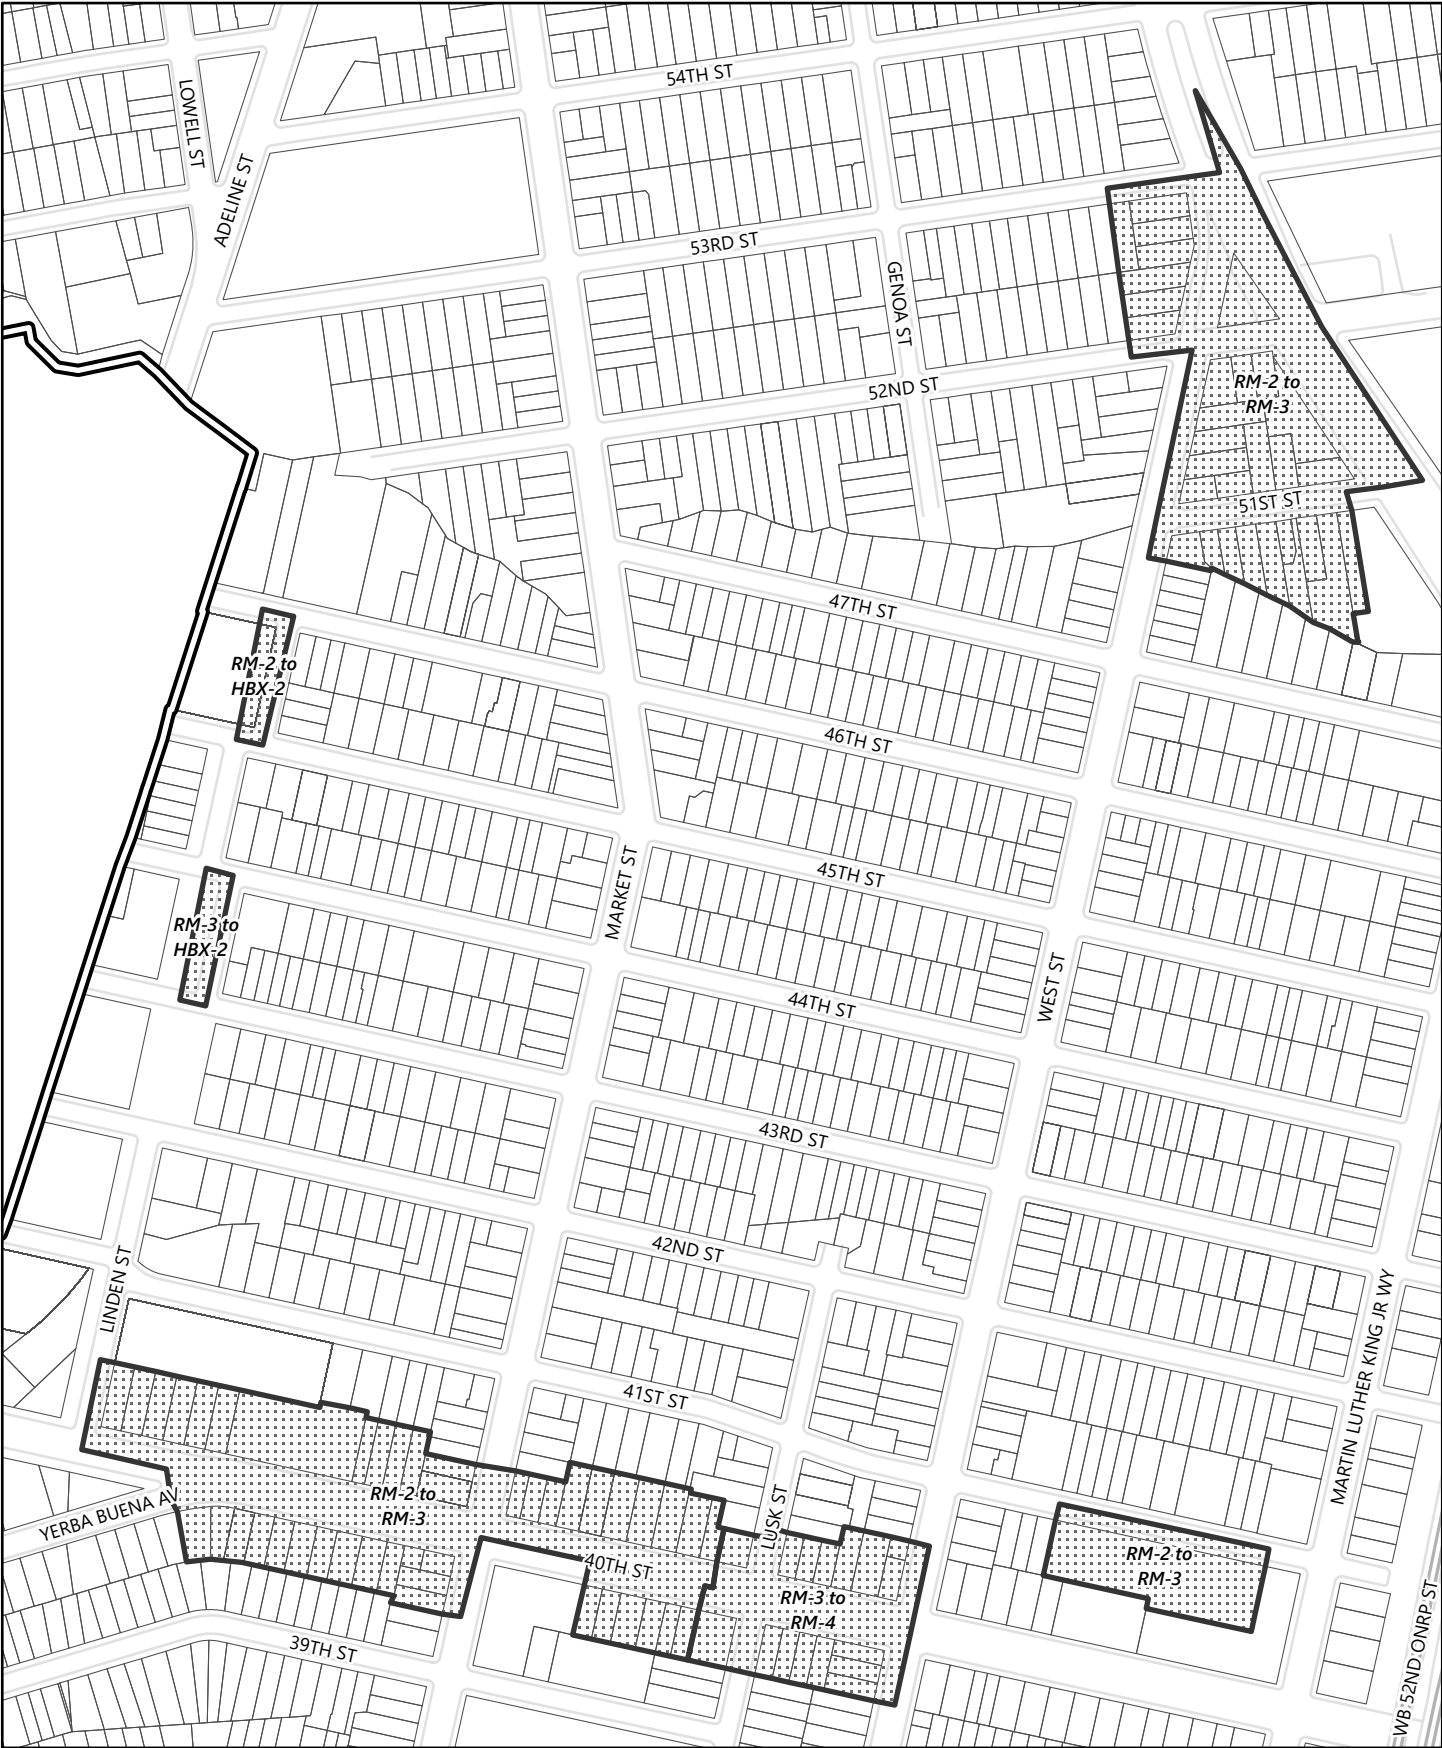 54TH ST
LOWELL ST
ADELINE ST
53RD ST
GENOA ST
52ND ST
RM-2 to
RM-3
51ST ST
47TH ST
RM-2 to
HBX-2
46TH ST
45TH ST
MARKET ST
RM-3 to
HBX-2
WEST ST
44TH ST
43RD ST
42ND ST
LINDEN ST
MARTIN LUTHER KING JR WY
41ST ST
RM-2 to
RM-3
LUSK ST
YERBA BUENA AV
40TH ST
RM-2 to
RM-3
RM-3 to
RM-4
39TH ST
WB 52ND ONRP ST